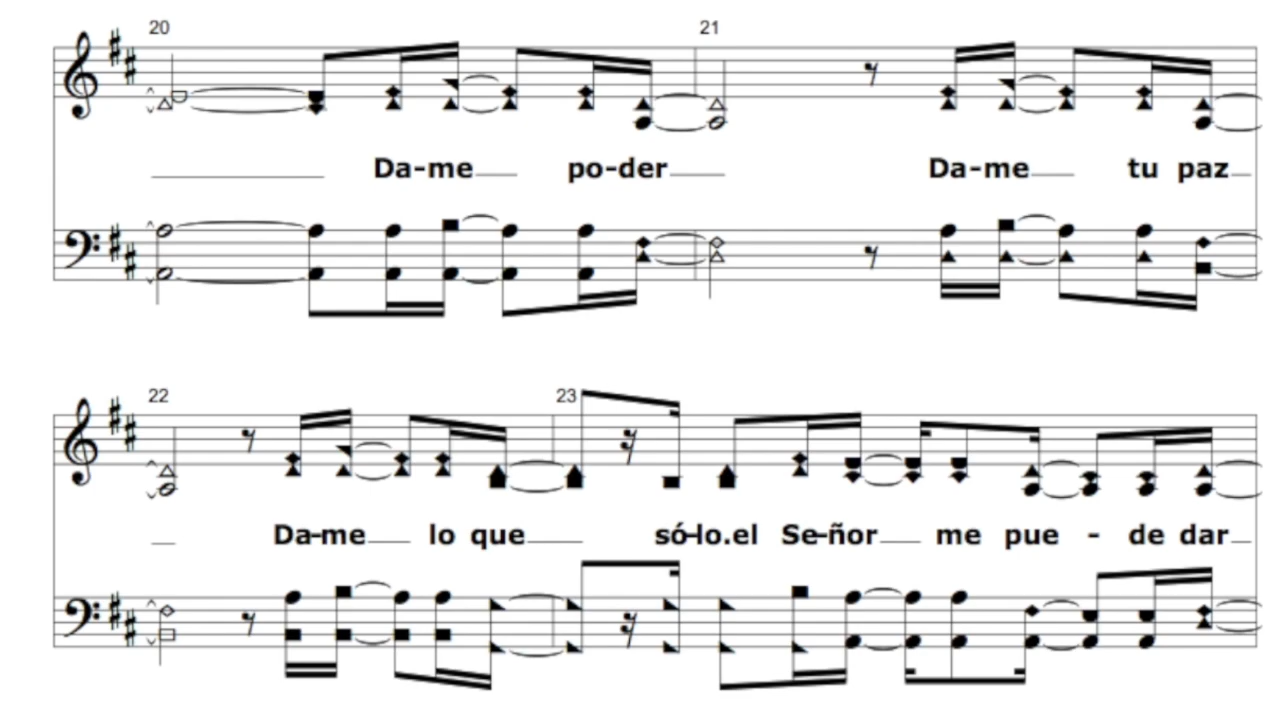 20 21
Da-me po-der Da-me tu paz
22 23
Da-me lo que só-lo.el Se-ñor me pue - de dar